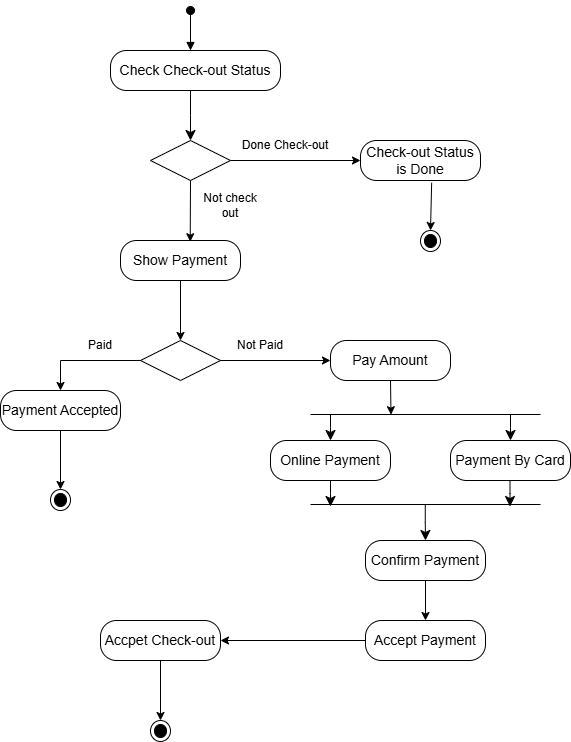 Check Check-out Status
Done Check-out
Check-out Status
is Done
Not check
out
Show Payment
Paid
Not Paid
Pay Amount
Payment Accepted
Online Payment
Payment By Card
Confirm Payment
Accpet Check-out
Accept Payment